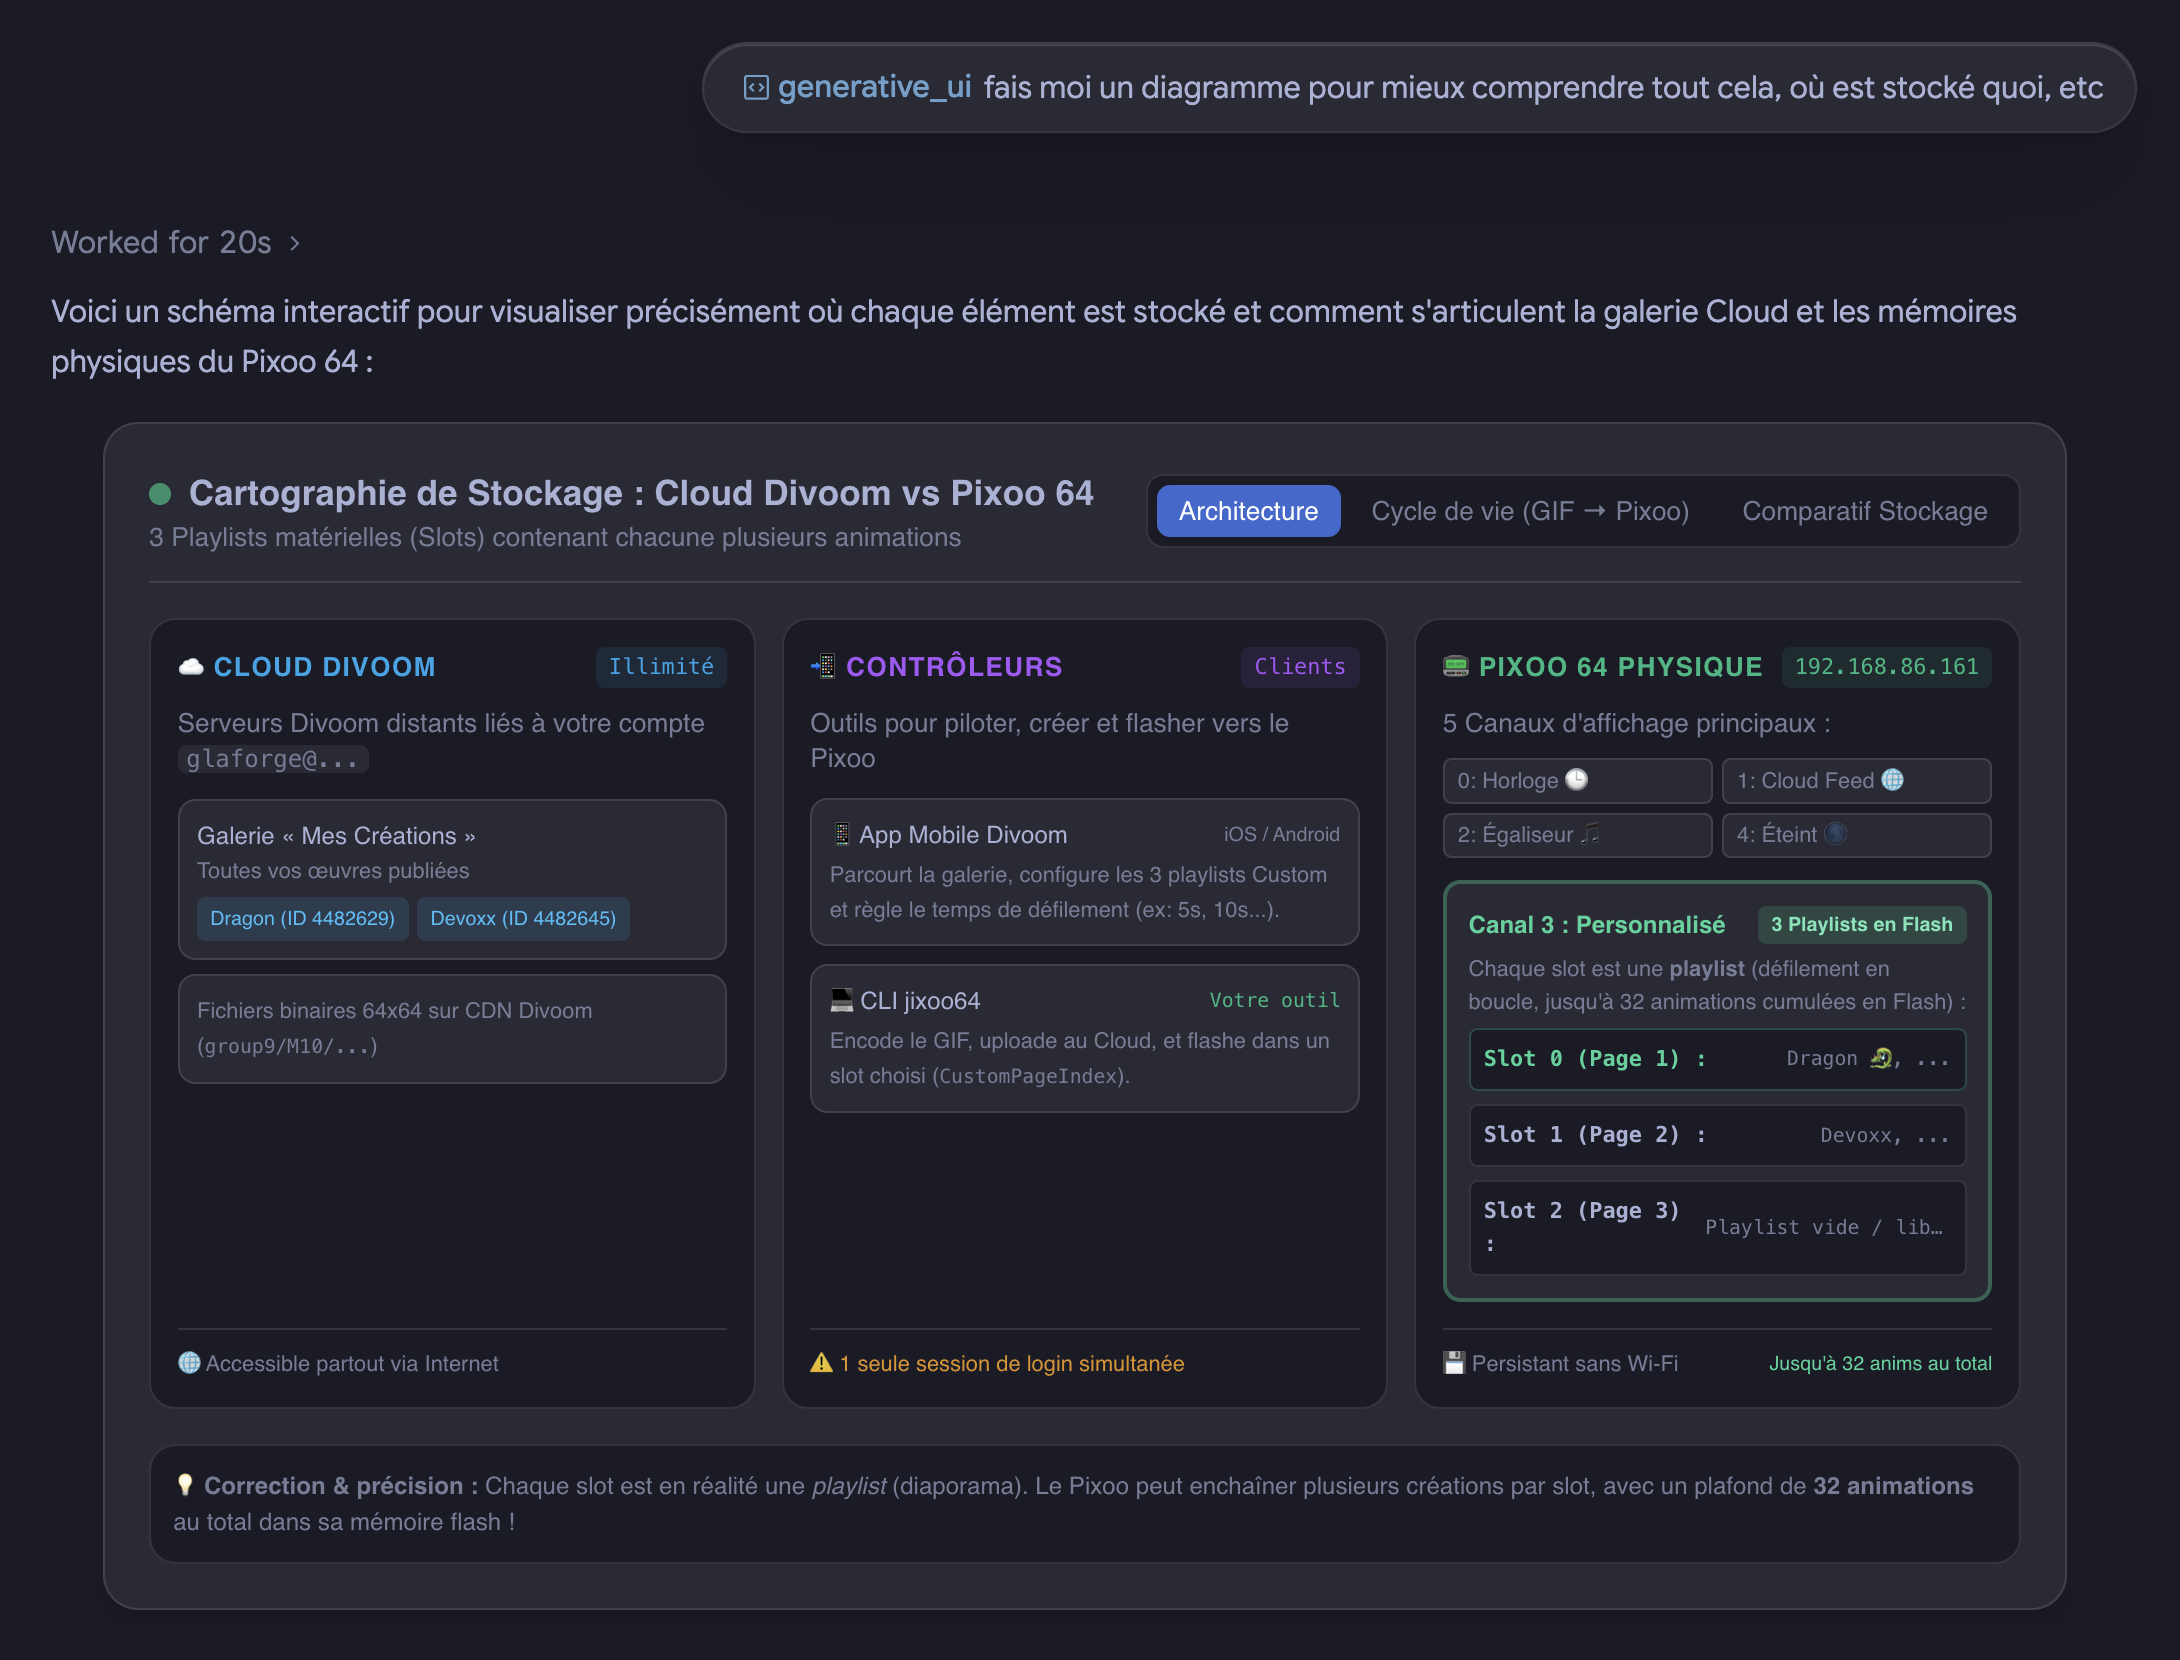 generative_ui fais moi un diagramme pour mieux comprendre tout cela, où est stocké quoi, etc
Worked for 20s >
Voici un schéma interactif pour visualiser précisément où chaque élément est stocké et comment s'articulent la galerie Cloud et les mémoires
physiques du Pixoo 64 :
Cartographie de Stockage : Cloud Divoom vs Pixoo 64
3 Playlists matérielles (Slots) contenant chacune plusieurs animations
Architecture
Cycle de vie (GIF → Pixoo)
Comparatif Stockage
☁️ CLOUD DIVOOM
Illimité
Serveurs Divoom distants liés à votre compte
glaforge@...
Galerie « Mes Créations »
Toutes vos œuvres publiées
Dragon (ID 4482629)
Devoxx (ID 4482645)
Fichiers binaires 64x64 sur CDN Divoom
(group9/M10/...)
🌐 Accessible partout via Internet
📲 CONTRÔLEURS
Clients
Outils pour piloter, créer et flasher vers le
Pixoo
📱 App Mobile Divoom
iOS / Android
Parcourt la galerie, configure les 3 playlists Custom
et règle le temps de défilement (ex: 5s, 10s...).
💻 CLI jixoo64
Votre outil
Encode le GIF, uploade au Cloud, et flashe dans un
slot choisi (CustomPageIndex).
⚠️ 1 seule session de login simultanée
📟 PIXOO 64 PHYSIQUE
192.168.86.161
5 Canaux d'affichage principaux :
0: Horloge 🕒
1: Cloud Feed 🌐
2: Égaliseur 🎵
4: Éteint 🌑
Canal 3 : Personnalisé
3 Playlists en Flash
Chaque slot est une playlist (défilement en
boucle, jusqu'à 32 animations cumulées en Flash) :
Slot 0 (Page 1) :
Dragon 🐉, ...
Slot 1 (Page 2) :
Devoxx, ...
Slot 2 (Page 3)
:
Playlist vide / lib…
💾 Persistant sans Wi-Fi
Jusqu'à 32 anims au total
💡 Correction & précision : Chaque slot est en réalité une playlist (diaporama). Le Pixoo peut enchaîner plusieurs créations par slot, avec un plafond de 32 animations
au total dans sa mémoire flash !